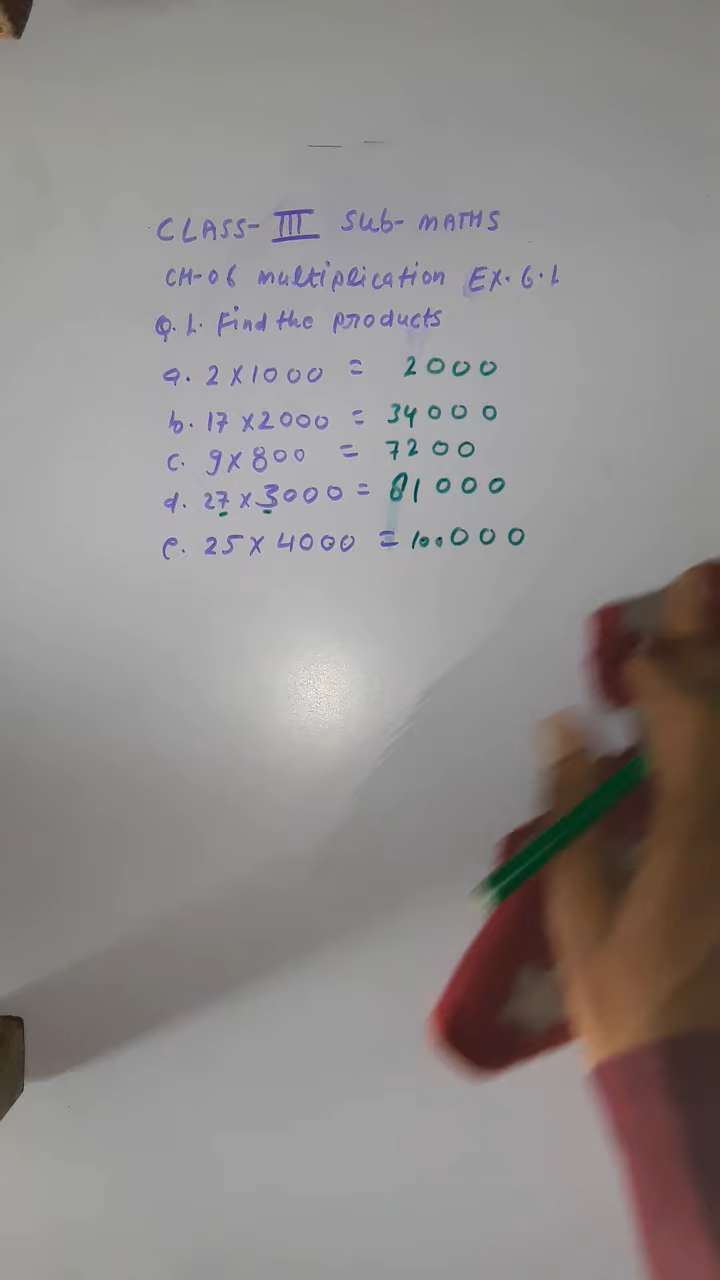 CLASS- III Sub- MATHS
CH-06 multiplication EX. 6.1
Q.1. Find the products
a. 2 X 1000 = 2000
b. 17 X 2000 = 34000
c. 9 X 800 = 7200
d. 27 X 3000 = 81000
e. 25 X 4000 = 100000